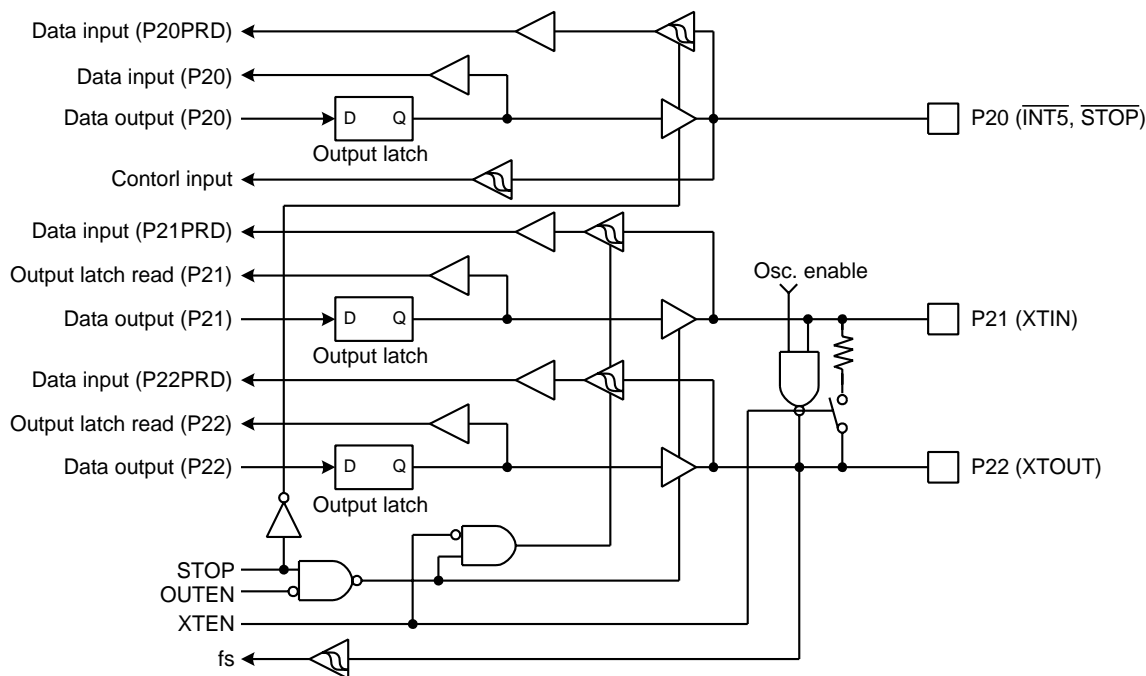 Data input (P20PRD)
Data input (P20)
Data output (P20)
D Q
Output latch
P20 (INT5, STOP)
Contorl input
Data input (P21PRD)
Output latch read (P21)
Osc. enable
Data output (P21)
D Q
Output latch
P21 (XTIN)
Data input (P22PRD)
Output latch read (P22)
Data output (P22)
D Q
Output latch
P22 (XTOUT)
STOP
OUTEN
XTEN
fs